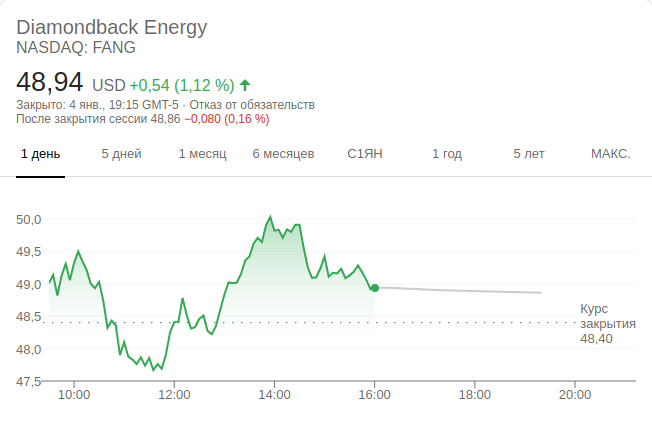 Diamondback Energy
NASDAQ: FANG
48,94 USD +0,54 (1,12 %)
Закрыто: 4 янв., 19:15 GMT-5 · Отказ от обязательств
После закрытия сессии 48,86 −0,080 (0,16 %)
1 день 5 дней 1 месяц 6 месяцев С1ЯН 1 год 5 лет МАКС.
50,0
49,5
49,0
48,5
48,0
47,5
Курс
закрытия
48,40
10:00 12:00 14:00 16:00 18:00 20:00